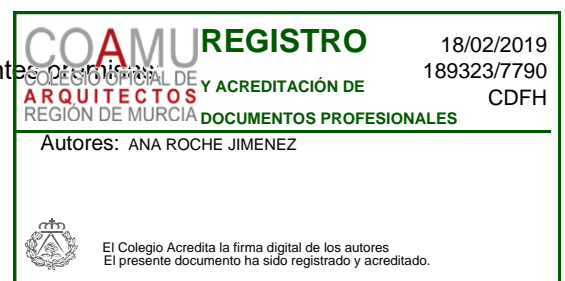 COAMU
COLEGIO OFICIAL DE
ARQUITECTOS
REGIÓN DE MURCIA
REGISTRO
Y ACREDITACIÓN DE
DOCUMENTOS PROFESIONALES
18/02/2019
189323/7790
CDFH
Autores: ANA ROCHE JIMENEZ
El Colegio Acredita la firma digital de los autores
El presente documento ha sido registrado y acreditado.